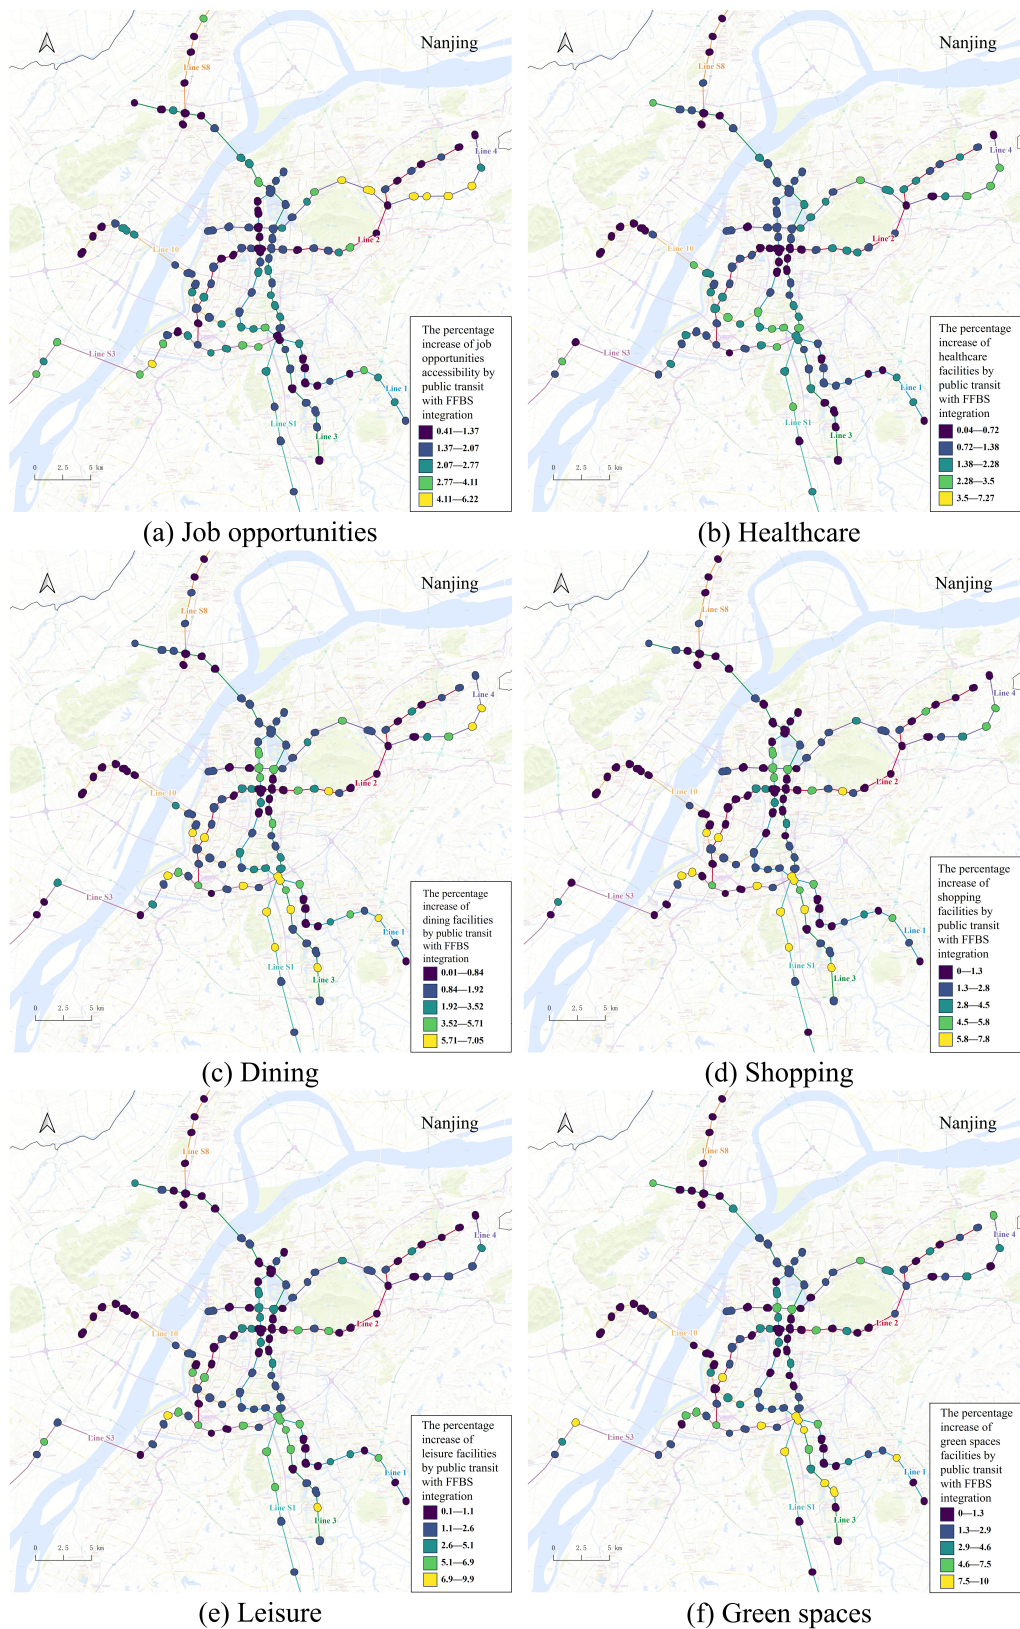 Nanjing
Line S8
Line 4
Line 2
Line 10
Line S3
Line 1
Line S1
Line 3
The percentage
increase of job
opportunities
accessibility by
public transit
with FFBS
integration
0.41—1.37
1.37—2.07
2.07—2.77
2.77—4.11
4.11—6.22
0 2.5 5 km
(a) Job opportunities
Nanjing
Line S8
Line 4
Line 2
Line 10
Line S3
Line 1
Line S1
Line 3
The percentage
increase of
healthcare
facilities by
public transit
with FFBS
integration
0.04—0.72
0.72—1.38
1.38—2.28
2.28—3.5
3.5—7.27
0 2.5 5 km
(b) Healthcare
Nanjing
Line S8
Line 4
Line 2
Line 10
Line S3
Line 1
Line S1
Line 3
The percentage
increase of
dining facilities
by public transit
with FFBS
integration
0.01—0.84
0.84—1.92
1.92—3.52
3.52—5.71
5.71—7.05
0 2.5 5 km
(c) Dining
Nanjing
Line S8
Line 4
Line 2
Line 10
Line S3
Line 1
Line S1
Line 3
The percentage
increase of
shopping
facilities by
public transit
with FFBS
integration
0—1.3
1.3—2.8
2.8—4.5
4.5—5.8
5.8—7.8
0 2.5 5 km
(d) Shopping
Nanjing
Line S8
Line 4
Line 2
Line 10
Line S3
Line 1
Line S1
Line 3
The percentage
increase of
leisure facilities
by public transit
with FFBS
integration
0.1—1.1
1.1—2.6
2.6—5.1
5.1—6.9
6.9—9.9
0 2.5 5 km
(e) Leisure
Nanjing
Line S8
Line 4
Line 2
Line 10
Line S3
Line 1
Line S1
Line 3
The percentage
increase of
green spaces
facilities by
public transit
with FFBS
integration
0—1.3
1.3—2.9
2.9—4.6
4.6—7.5
7.5—10
0 2.5 5 km
(f) Green spaces